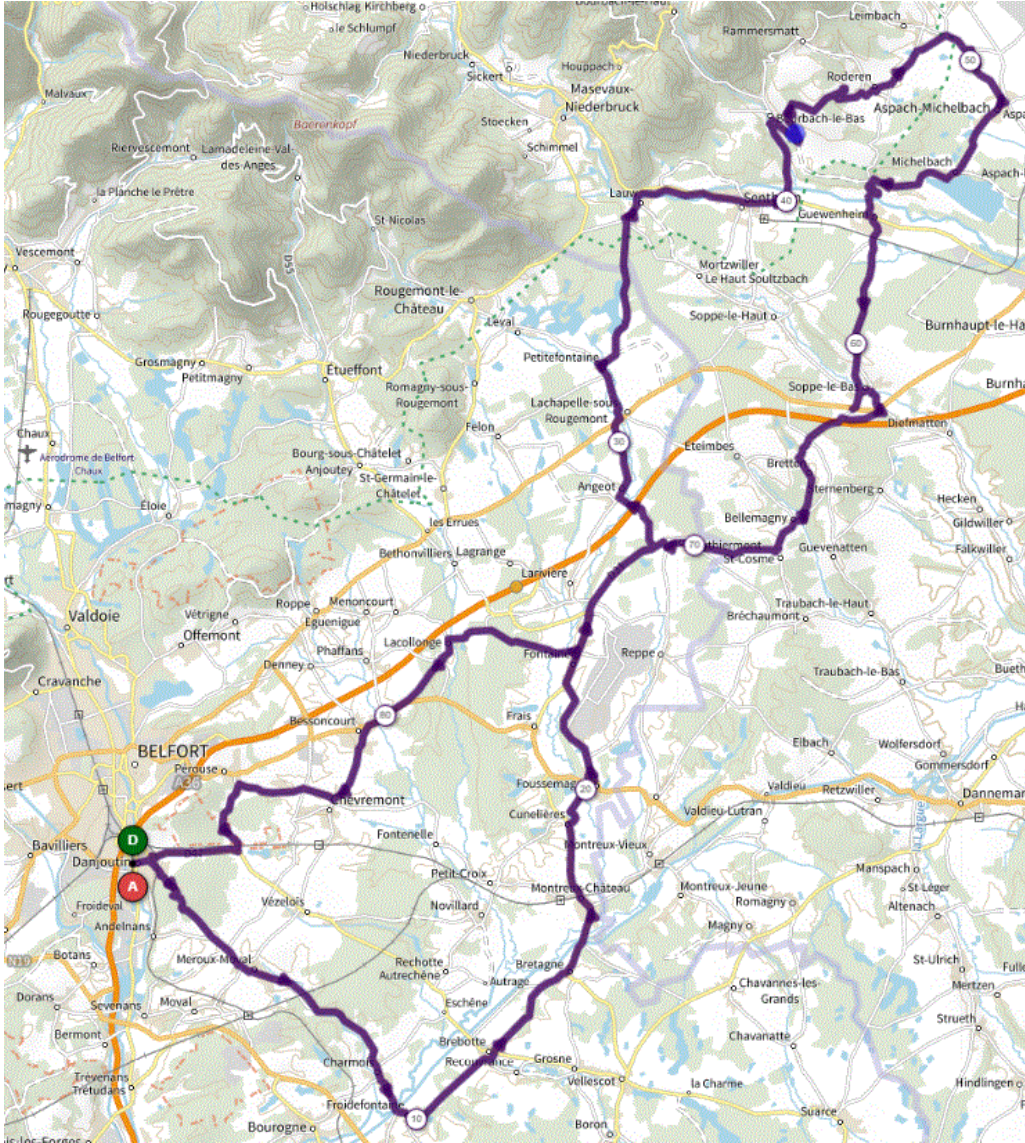 Holschlag Kirchberg
le Schlumpf
Leimbach
Rammersmatt
Niederbruck
Sickert
Houppach
Roderen
50
Malvaux
Masevaux-
Niederbruck
Aspach-Michelbach
Baerenkopf
Stoecken
Bourbach-le-Bas
Riervescemont
Lamadeleine-Val-
des-Anges
Schimmel
Michelbach
la Planche le Prêtre
Lauw
40
Guewenheim
St-Nicolas
D55
Vescemont
Mortzwiller
Le Haut Soultzbach
Rougemont-le-
Château
Rougegoutte
Leval
Soppe-le-Haut
Burnhaupt-le-Ha
Grosmagny
Petitmagny
Étueffont
Petitefontaine
60
Romagny-sous-
Rougemont
Soppe-le-Bas
Lachapelle-sous-
Rougemont
Chaux
Felon
30
Diefmatten
Aérodrome de Belfort
Chaux
Bourg-sous-Châtelet
Anjoutey
Eteimbes
St-Germain-le-
Châtelet
Angeot
Sternenberg
Éloie
Hecken
les Errues
Bellemagny
Gildwiller
Bethonvilliers
Lagrange
70
St-Cosme
Guevenatten
Falkwiller
Larivière
Valdoie
Roppe
Menoncourt
Traubach-le-Haut
Vétrigne
Eguenigue
Bréchaumont
Offemont
Phaffans
Lacollonge
Fontaine
Reppe
Denney
Traubach-le-Bas
Cravanche
80
Bessoncourt
Frais
BELFORT
Elbach
Wolfersdorf
Gommersdorf
Pérouse
A36
20
Valdieu
Retzwiller
Dannemar
Chèvremont
Cunelières
Valdieu-Lutran
D
Bavilliers
Fontenelle
Montreux-Vieux
la Largue
Danjoutin
Petit-Croix
Manspach
A
Montreux-Château
Montreux-Jeune
St-Léger
Froideval
Vézelois
Novillard
Romagny
Altenach
Andelnans
Magny
Botans
N19
Meroux-Moval
Rechotte
Autrechêne
Bretagne
St-Ulrich
Autrage
Chavannes-les-
Grands
Mertzen
Dorans
Moval
Sevenans
Eschêne
Strueth
Bermont
Brebotte
Chavanatte
Charmois
Recouvrance
Grosne
Trévenans
Trétudans
Vellescot
la Charme
Hindlingen
Froidefontaine
10
Suarce
Bourogne
Boron